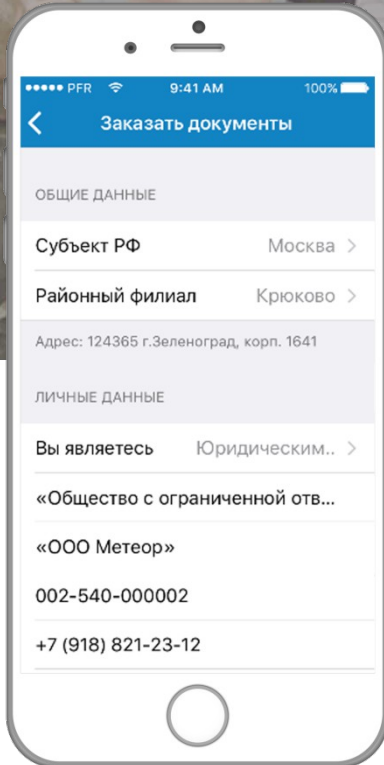 PFR 9:41 AM 100%
Заказать документы
ОБЩИЕ ДАННЫЕ
Субъект РФ Москва
Районный филиал Крюково
Адрес: 124365 г.Зеленоград, корп. 1641
ЛИЧНЫЕ ДАННЫЕ
Вы являетесь Юридическим..
«Общество с ограниченной отв...
«ООО Метеор»
002-540-000002
+7 (918) 821-23-12